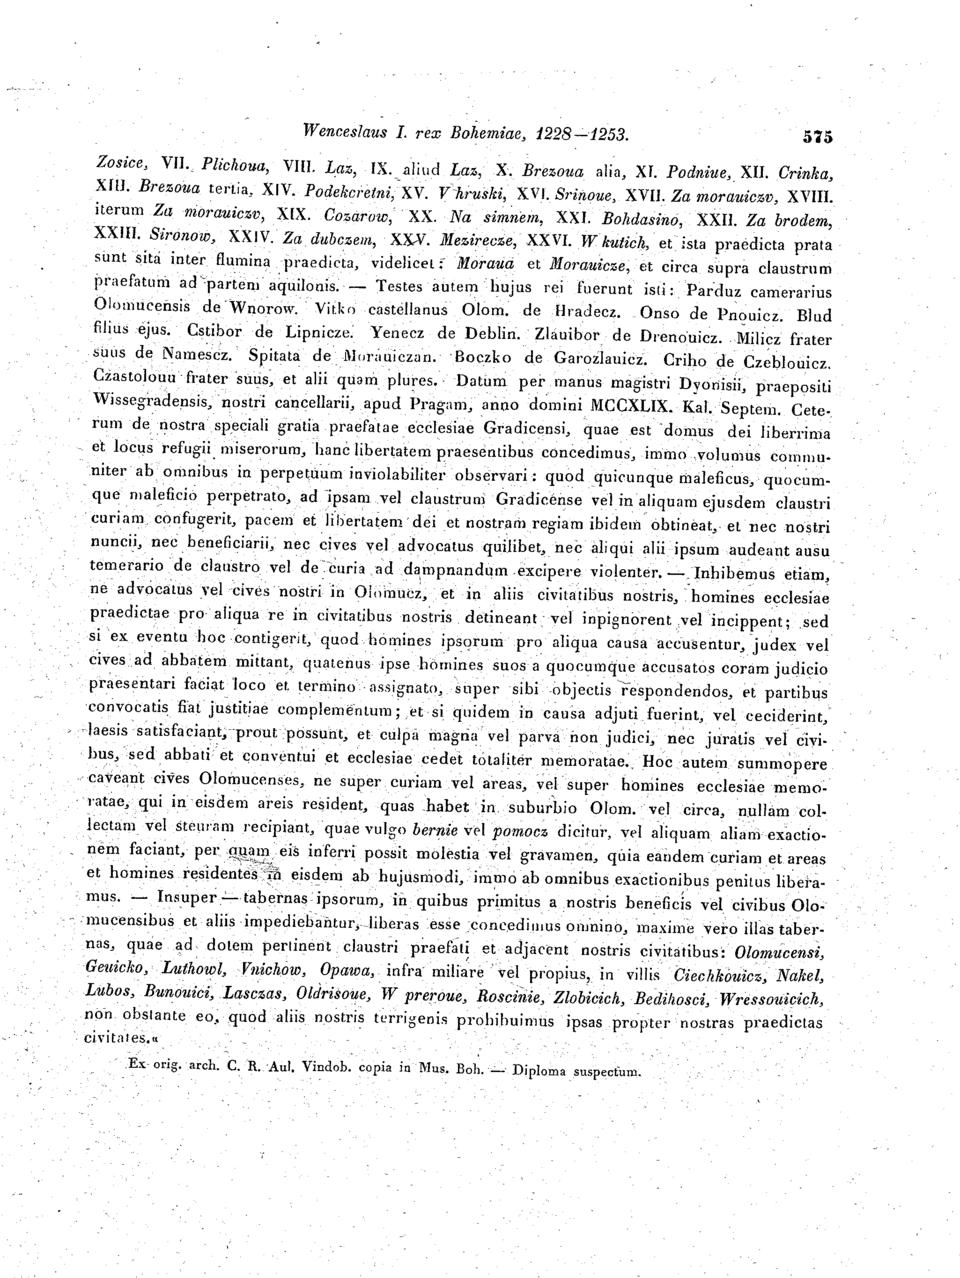 Wenceslaus I. rex Bohemiae, 1228—1253. 575
Zosice, VII. Plichoua, VIII. Laz, IX. aliud Laz, X. Brezoua alia, XI. Podniue, XII. Crinka,
XIII. Brezoua tertia, XIV. Podekcretni, XV. V hruski, XVI. Srinoue, XVII. Za morauiczv, XVIII.
iterum Za morauiczv, XIX. Cozarow, XX. Na simnem, XXI. Bohdasino, XXII. Za brodem,
XXIII. Sironow, XXIV. Za dubczem, XXV. Mezirecze, XXVI. W kutich, et ista praedicta prata
sunt sita inter flumina praedicta, videlicet: Moraua et Morauicze, et circa supra claustrum
praefatum ad partem aquilonis. — Testes autem hujus rei fuerunt isti: Parduz camerarius
Olomucensis de Wnorow. Vitko castellanus Olom. de Hradecz. Onso de Pnouicz. Blud
filius ejus. Cstibor de Lipnicze. Yenecz de Deblin. Zlauibor de Drenouicz. Milicz frater
suus de Namescz. Spitata de Morauiczan. Boczko de Garozlauicz. Criho de Czeblouicz.
Czastolouu frater suus, et alii quam plures. Datum per manus magistri Dyonisii, praepositi
Wissegradensis, nostri cancellarii, apud Pragam, anno domini MCCXLIX. Kal. Septem. Cete-
rum de nostra speciali gratia praefatae ecclesiae Gradicensi, quae est domus dei liberrima
et locus refugii miserorum, hanc libertatem praesentibus concedimus, immo volumus commu-
niter ab omnibus in perpetuum inviolabiliter observari: quod quicunque maleficus, quocum-
que maleficio perpetrato, ad ipsam vel claustrum Gradicense vel in aliquam ejusdem claustri
curiam confugerit, pacem et libertatem dei et nostram regiam ibidem obtineat, et nec nostri
nuncii, nec beneficiarii, nec cives vel advocatus quilibet, nec aliqui alii ipsum audeant ausu
temerario de claustro vel de curia ad dampnandum excipere violenter. — Inhibemus etiam,
ne advocatus vel cives nostri in Olomucz, et in aliis civitatibus nostris, homines ecclesiae
praedictae pro aliqua re in civitatibus nostris detineant vel inpignorent vel incippent; sed
si ex eventu hoc contigerit, quod homines ipsorum pro aliqua causa accusentur, judex vel
cives ad abbatem mittant, quatenus ipse homines suos a quocumque accusatos coram judicio
praesentari faciat loco et termino assignato, super sibi objectis respondendos, et partibus
convocatis fiat justitiae complementum; et si quidem in causa adjuti fuerint, vel ceciderint,
laesis satisfaciant, prout possunt, et culpa magna vel parva non judici, nec juratis vel civi-
bus, sed abbati et conventui et ecclesiae cedet totaliter memoratae. Hoc autem summopere
caveant cives Olomucenses, ne super curiam vel areas, vel super homines ecclesiae memo-
ratae, qui in eisdem areis resident, quas habet in suburbio Olom. vel circa, nullam col-
lectam vel steuram recipiant, quae vulgo bernie vel pomocz dicitur, vel aliquam aliam exactio-
nem faciant, per quam eis inferri possit molestia vel gravamen, quia eandem curiam et areas
et homines residentes in eisdem ab hujusmodi, immo ab omnibus exactionibus penitus libera-
mus. — Insuper — tabernas ipsorum, in quibus primitus a nostris beneficis vel civibus Olo-
mucensibus et aliis impediebantur, liberas esse concedimus omnino, maxime vero illas taber-
nas, quae ad dotem pertinent claustri praefati et adjacent nostris civitatibus: Olomucensi,
Geuicko, Luthowl, Vnichow, Opawa, infra miliare vel propius, in villis Ciechkouicz, Nakel,
Lubos, Bunouici, Lasczas, Oldrisoue, W preroue, Roscinie, Zlobicich, Bedihosci, Wressouicich,
non obstante eo, quod aliis nostris terrigenis prohibuimus ipsas propter nostras praedictas
civitates.«
Ex orig. arch. C. R. Aul. Vindob. copia in Mus. Boh. — Diploma suspectum.